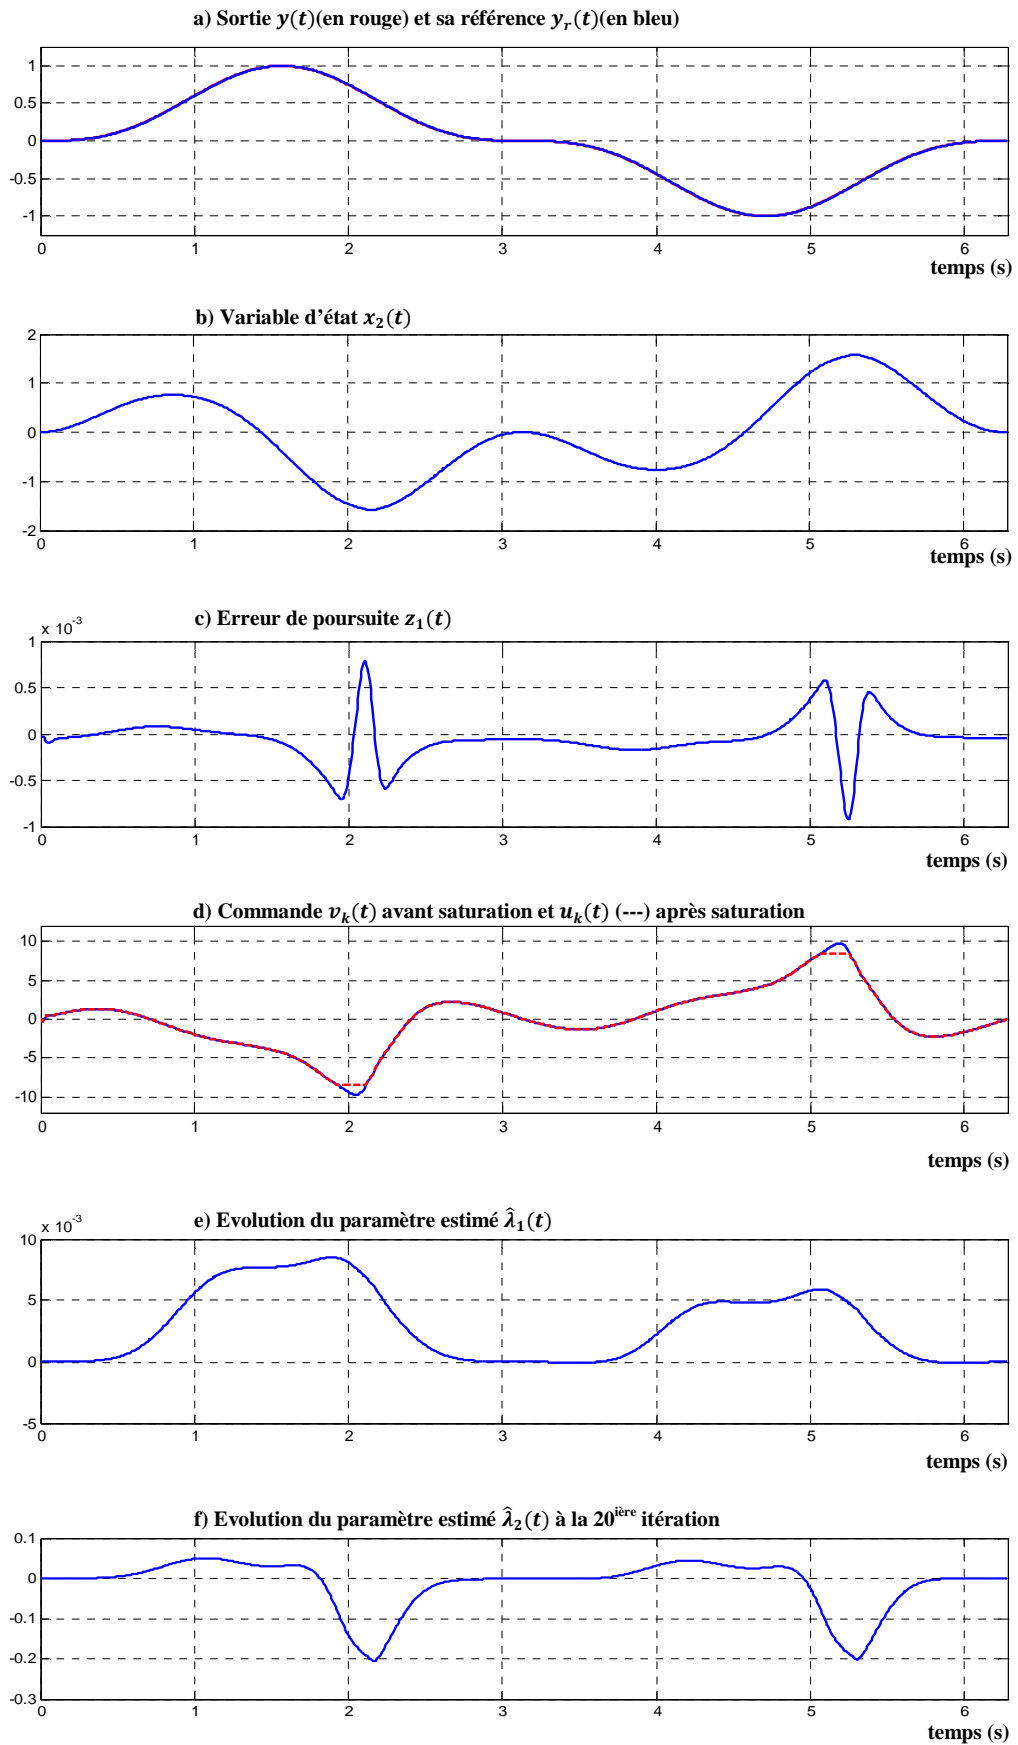 a) Sortie y(t)(en rouge) et sa référence y_r(t)(en bleu)
1
0.5
0
-0.5
-1
0 1 2 3 4 5 6
temps (s)
b) Variable d'état x_2(t)
2
1
0
-1
-2
0 1 2 3 4 5 6
temps (s)
c) Erreur de poursuite z_1(t)
x 10^-3
1
0.5
0
-0.5
-1
0 1 2 3 4 5 6
temps (s)
d) Commande v_k(t) avant saturation et u_k(t) (---) après saturation
10
5
0
-5
-10
0 1 2 3 4 5 6
temps (s)
e) Evolution du paramètre estimé λ̂_1(t)
x 10^-3
10
5
0
-5
0 1 2 3 4 5 6
temps (s)
f) Evolution du paramètre estimé λ̂_2(t) à la 20ière itération
0.1
0
-0.1
-0.2
-0.3
0 1 2 3 4 5 6
temps (s)